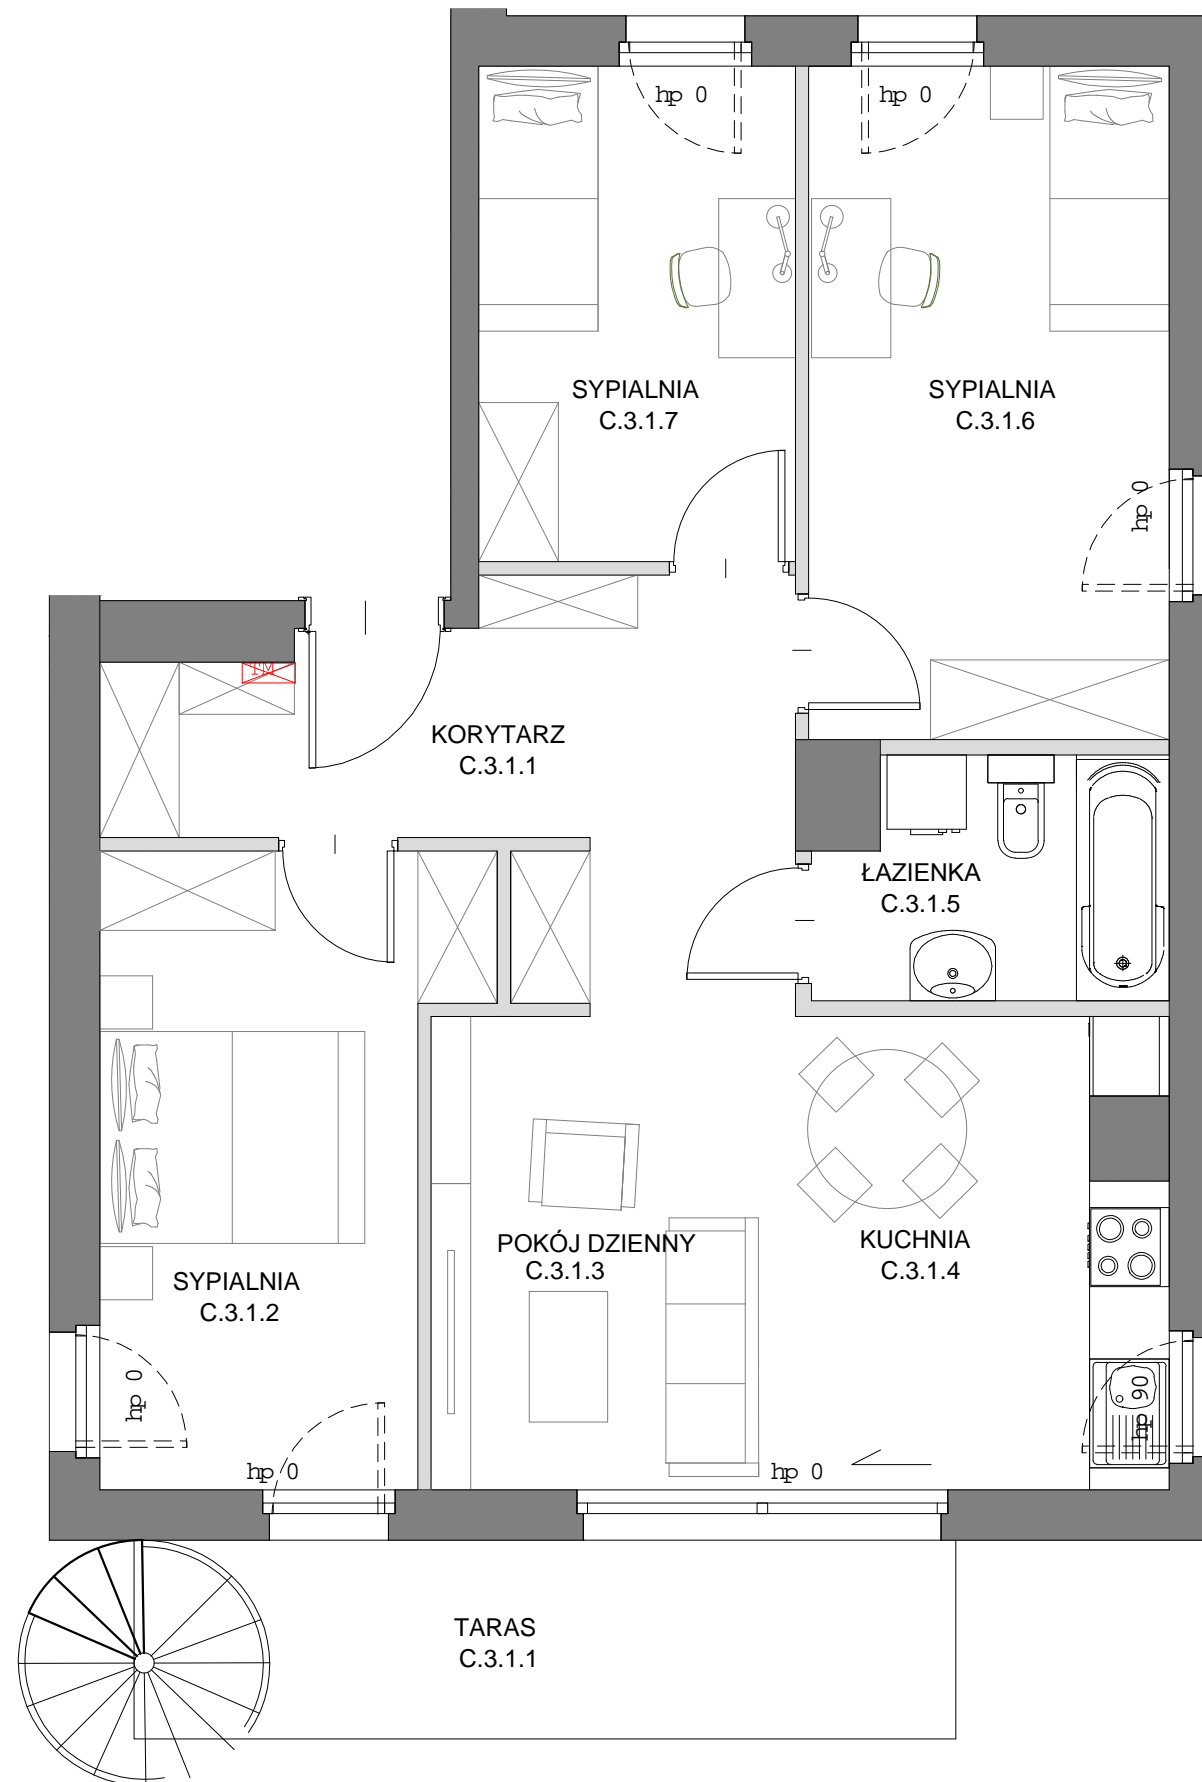 hp 0
hp 0
SYPIALNIA
C.3.1.7
SYPIALNIA
C.3.1.6
hp 0
TM
KORYTARZ
C.3.1.1
ŁAZIENKA
C.3.1.5
POKÓJ DZIENNY
C.3.1.3
KUCHNIA
C.3.1.4
SYPIALNIA
C.3.1.2
hp 0
hp 90
hp 0
hp 0
TARAS
C.3.1.1